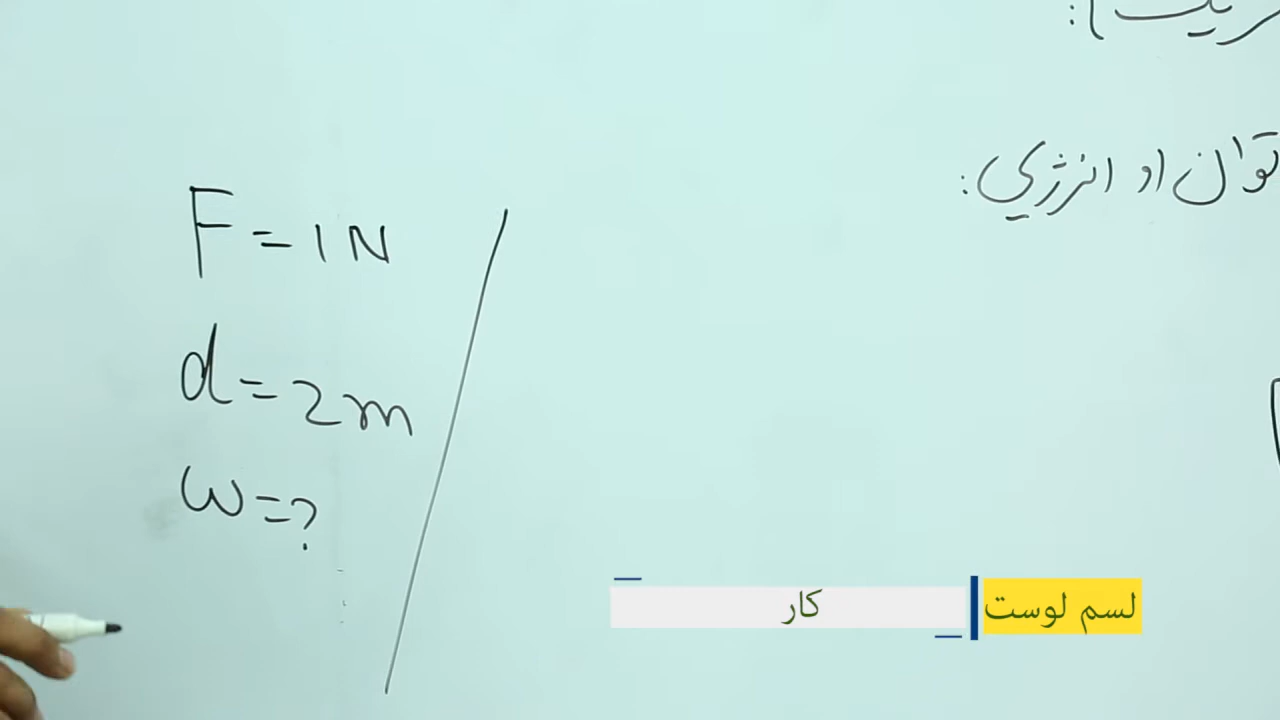 توان او انرژي:
F = 1N
d = 2m
w = ?
لسم لوست
کار